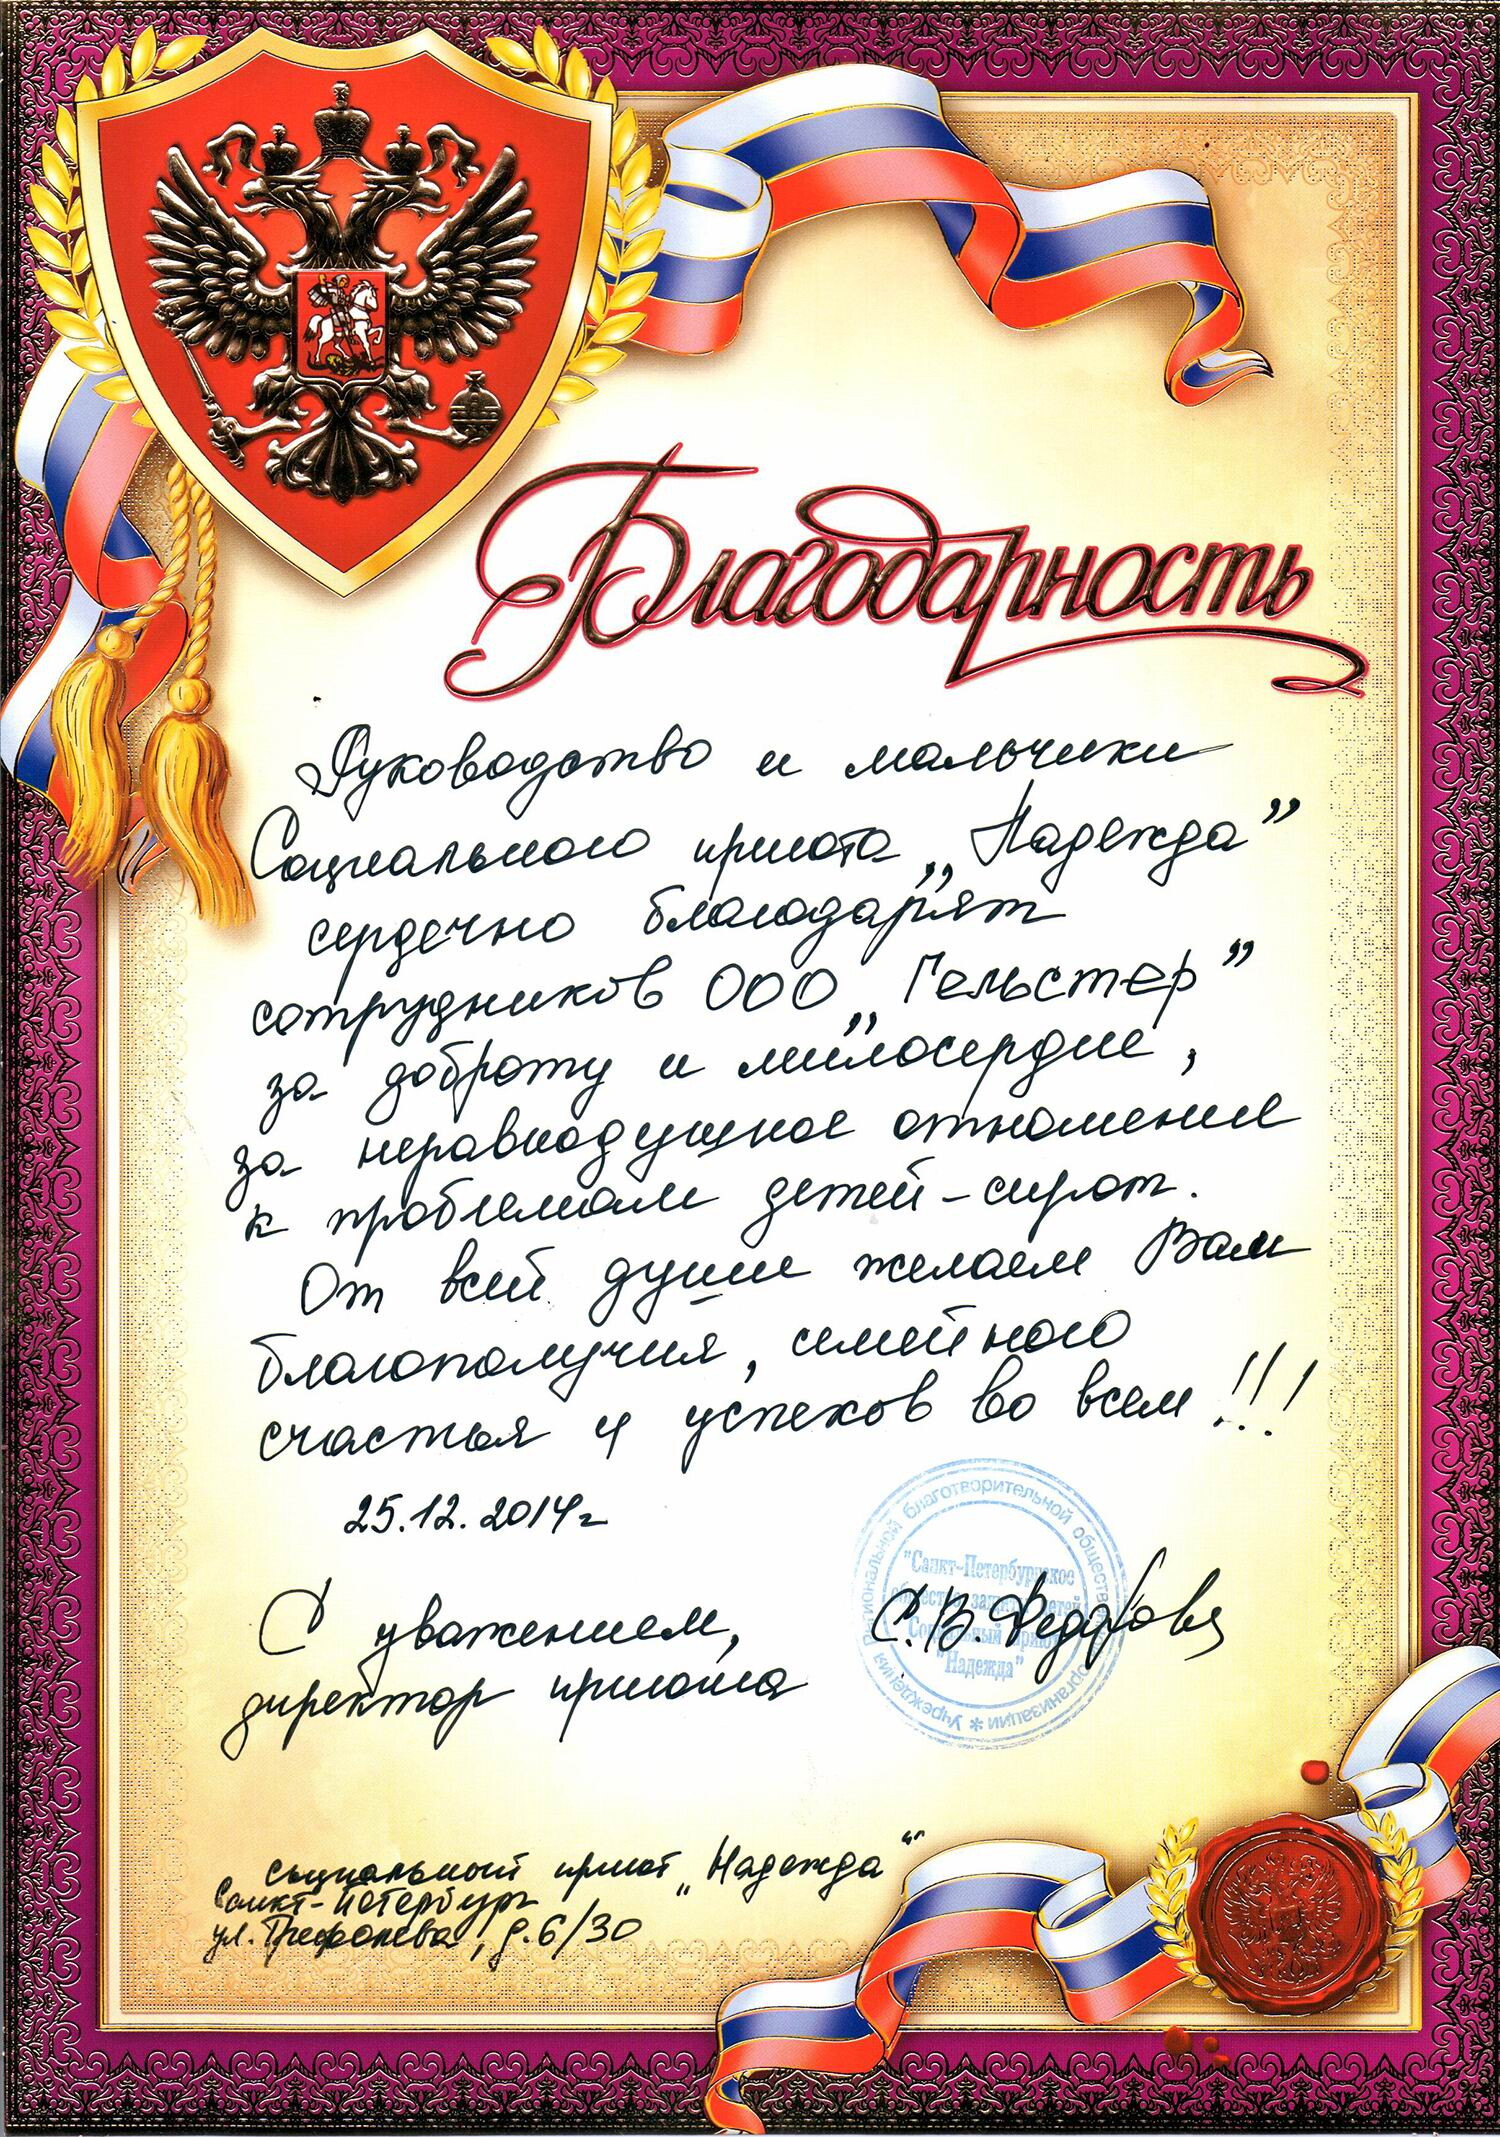 Благодарность
Руководство и мальчики
Социального приюта „Надежда”
сердечно благодарят
сотрудников ООО „Гельстер”
за доброту и милосердие,
за неравнодушное отношение
к проблемам детей-сирот.
От всей души желаем Вам
благополучия, семейного
счастья и успехов во всем!!!
25.12.2014г
С уважением,
директор приюта
С.В.Федорова
Учреждения региональной благотворительной общественной организации *
"Санкт-Петербургское
общество защиты детей
Социальный приют
"Надежда"
социальный приют „Надежда“
Санкт-Петербург
ул. Трефолева, д.6/30